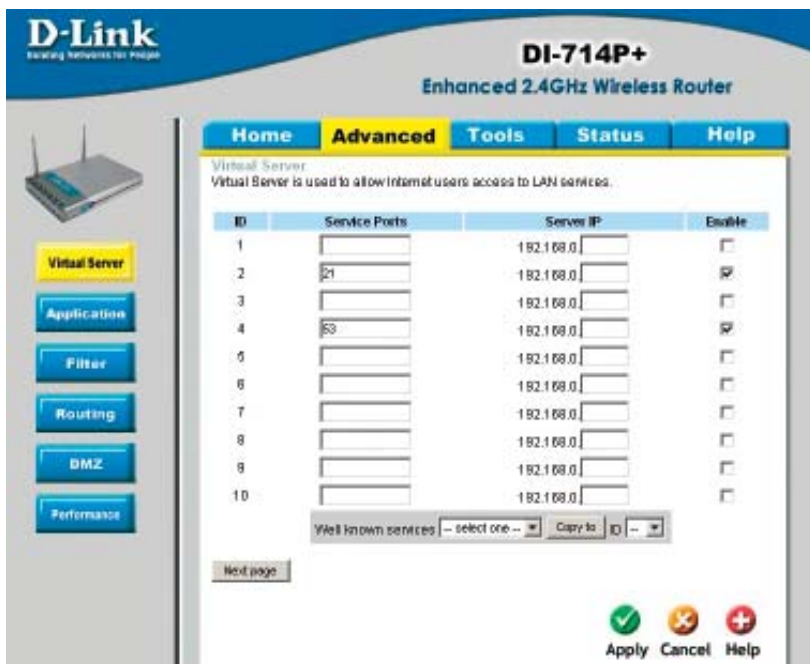 D-Link
Building Networks for People
DI-714P+
Enhanced 2.4GHz Wireless Router
Home Advanced Tools Status Help
Virtual Server
Virtual Server is used to allow Internet users access to LAN services.
ID Service Ports Server IP Enable
1 192.168.0.
2 21 192.168.0.
3 192.168.0.
4 53 192.168.0.
5 192.168.0.
6 192.168.0.
7 192.168.0.
8 192.168.0.
9 192.168.0.
10 192.168.0.
Well known services -- select one -- Copy to ID --
Next page
Virtual Server
Application
Filter
Routing
DMZ
Performance
Apply Cancel Help